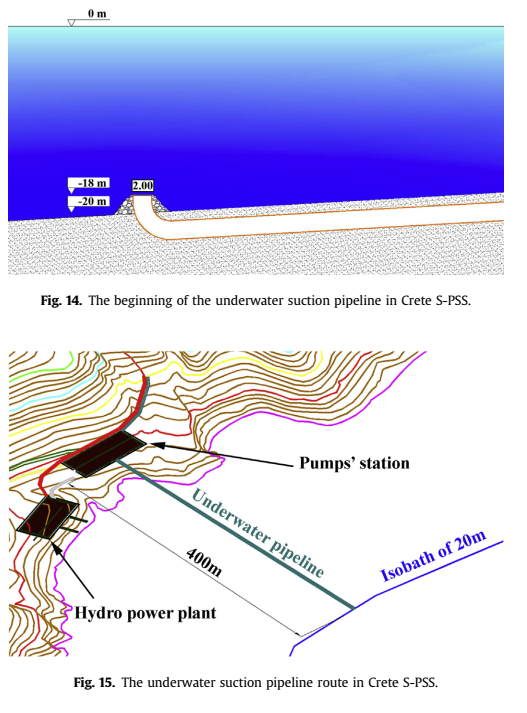 0 m
-18 m
2.00
-20 m
Fig. 14. The beginning of the underwater suction pipeline in Crete S-PSS.
Pumps' station
Underwater pipeline
Isobath of 20m
400m
Hydro power plant
Fig. 15. The underwater suction pipeline route in Crete S-PSS.